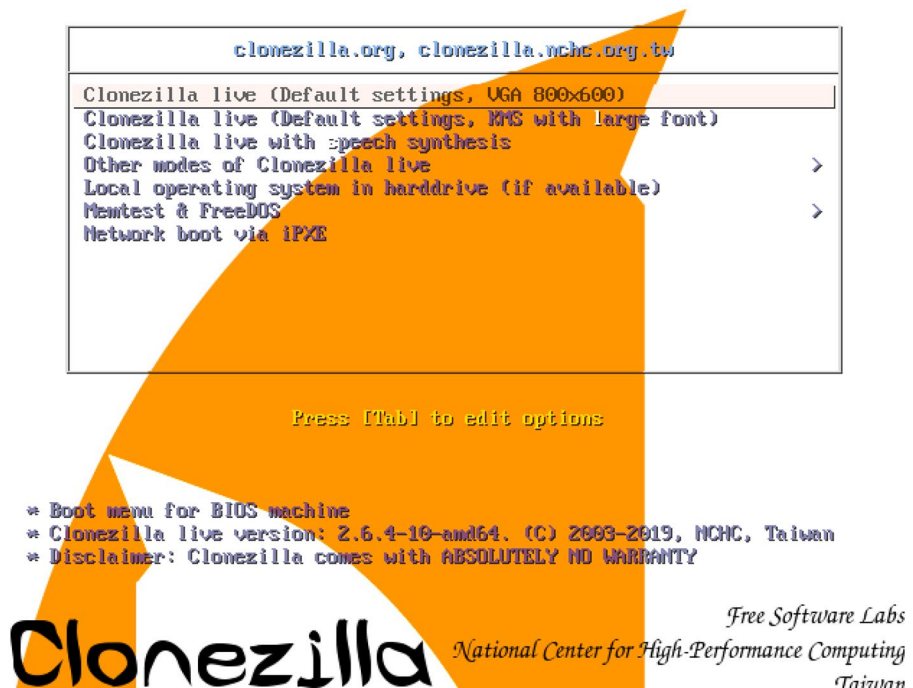 clonezilla.org, clonezilla.nchc.org.tw
Clonezilla live (Default settings, VGA 800x600)
Clonezilla live (Default settings, KMS with large font)
Clonezilla live with speech synthesis
Other modes of Clonezilla live >
Local operating system in harddrive (if available)
Memtest & FreeDOS >
Network boot via iPXE
Press [Tab] to edit options
* Boot menu for BIOS machine
* Clonezilla live version: 2.6.4-10-amd64. (C) 2003-2019, NCHC, Taiwan
* Disclaimer: Clonezilla comes with ABSOLUTELY NO WARRANTY
Free Software Labs
Clonezilla National Center for High-Performance Computing
Taiwan